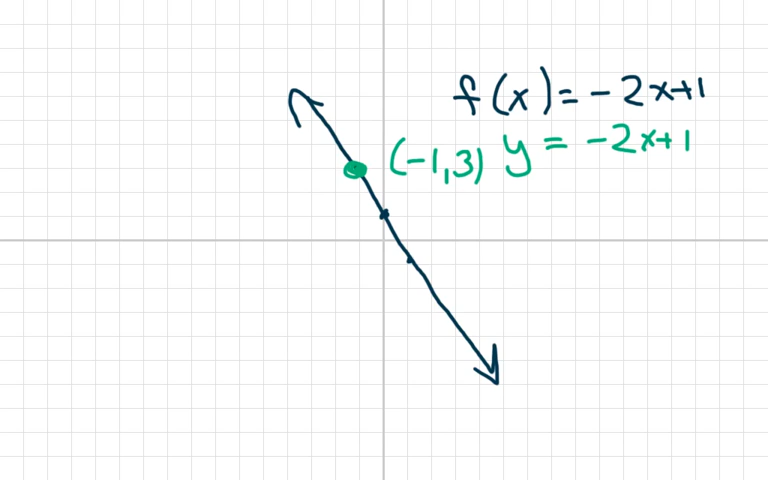 f(x)=-2x+1
(-1,3) y = -2x+1